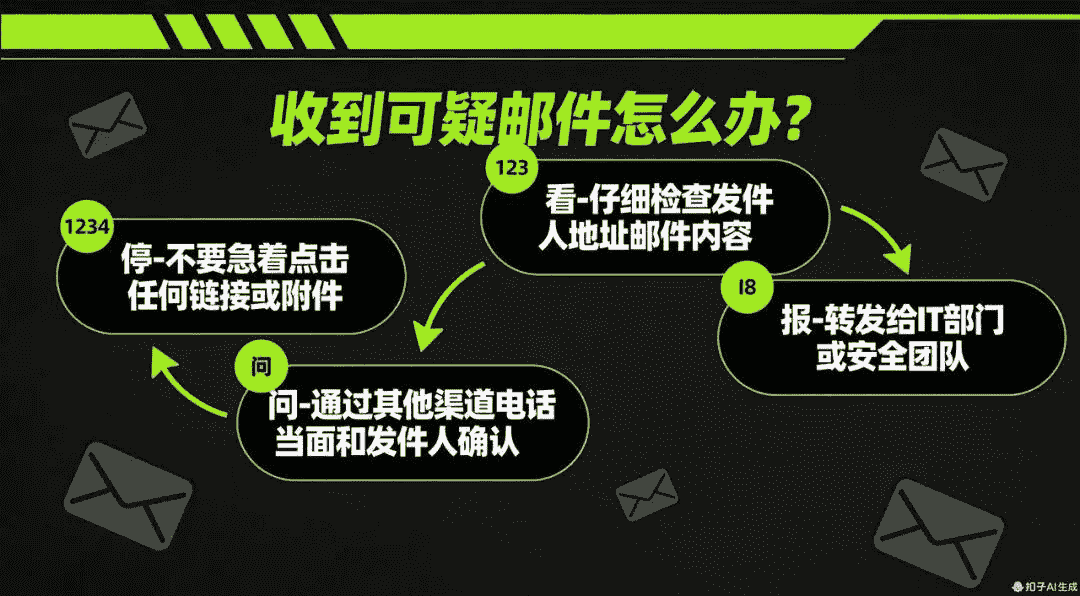 收到可疑邮件怎么办？
123
看-仔细检查发件
人地址邮件内容
1234
停-不要急着点击
任何链接或附件
I8
报-转发给IT部门
或安全团队
问
问-通过其他渠道电话
当面和发件人确认
扣子AI生成